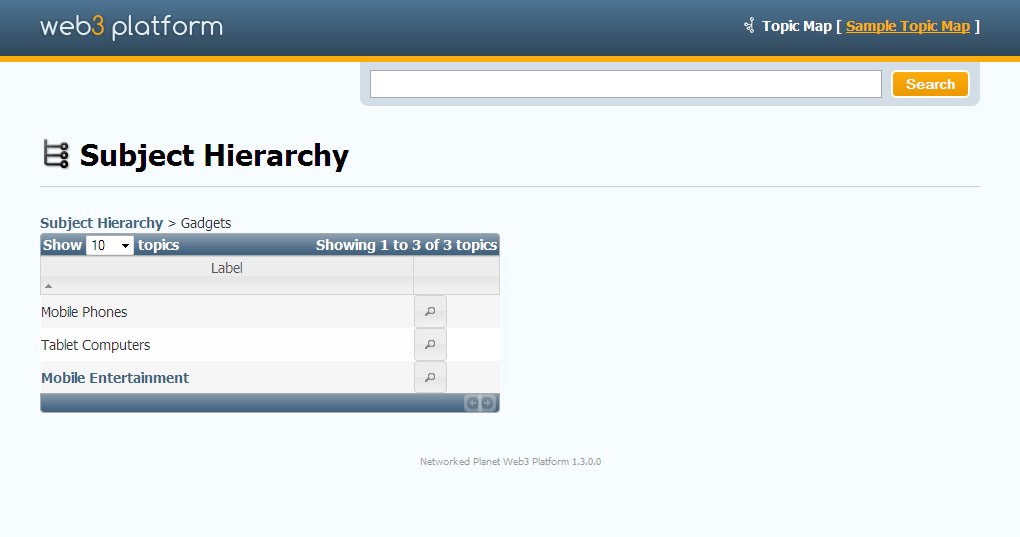 web3 platform
Topic Map [ Sample Topic Map ]
Search
Subject Hierarchy
Subject Hierarchy > Gadgets
Show 10 topics Showing 1 to 3 of 3 topics
Label
Mobile Phones
Tablet Computers
Mobile Entertainment
Networked Planet Web3 Platform 1.3.0.0